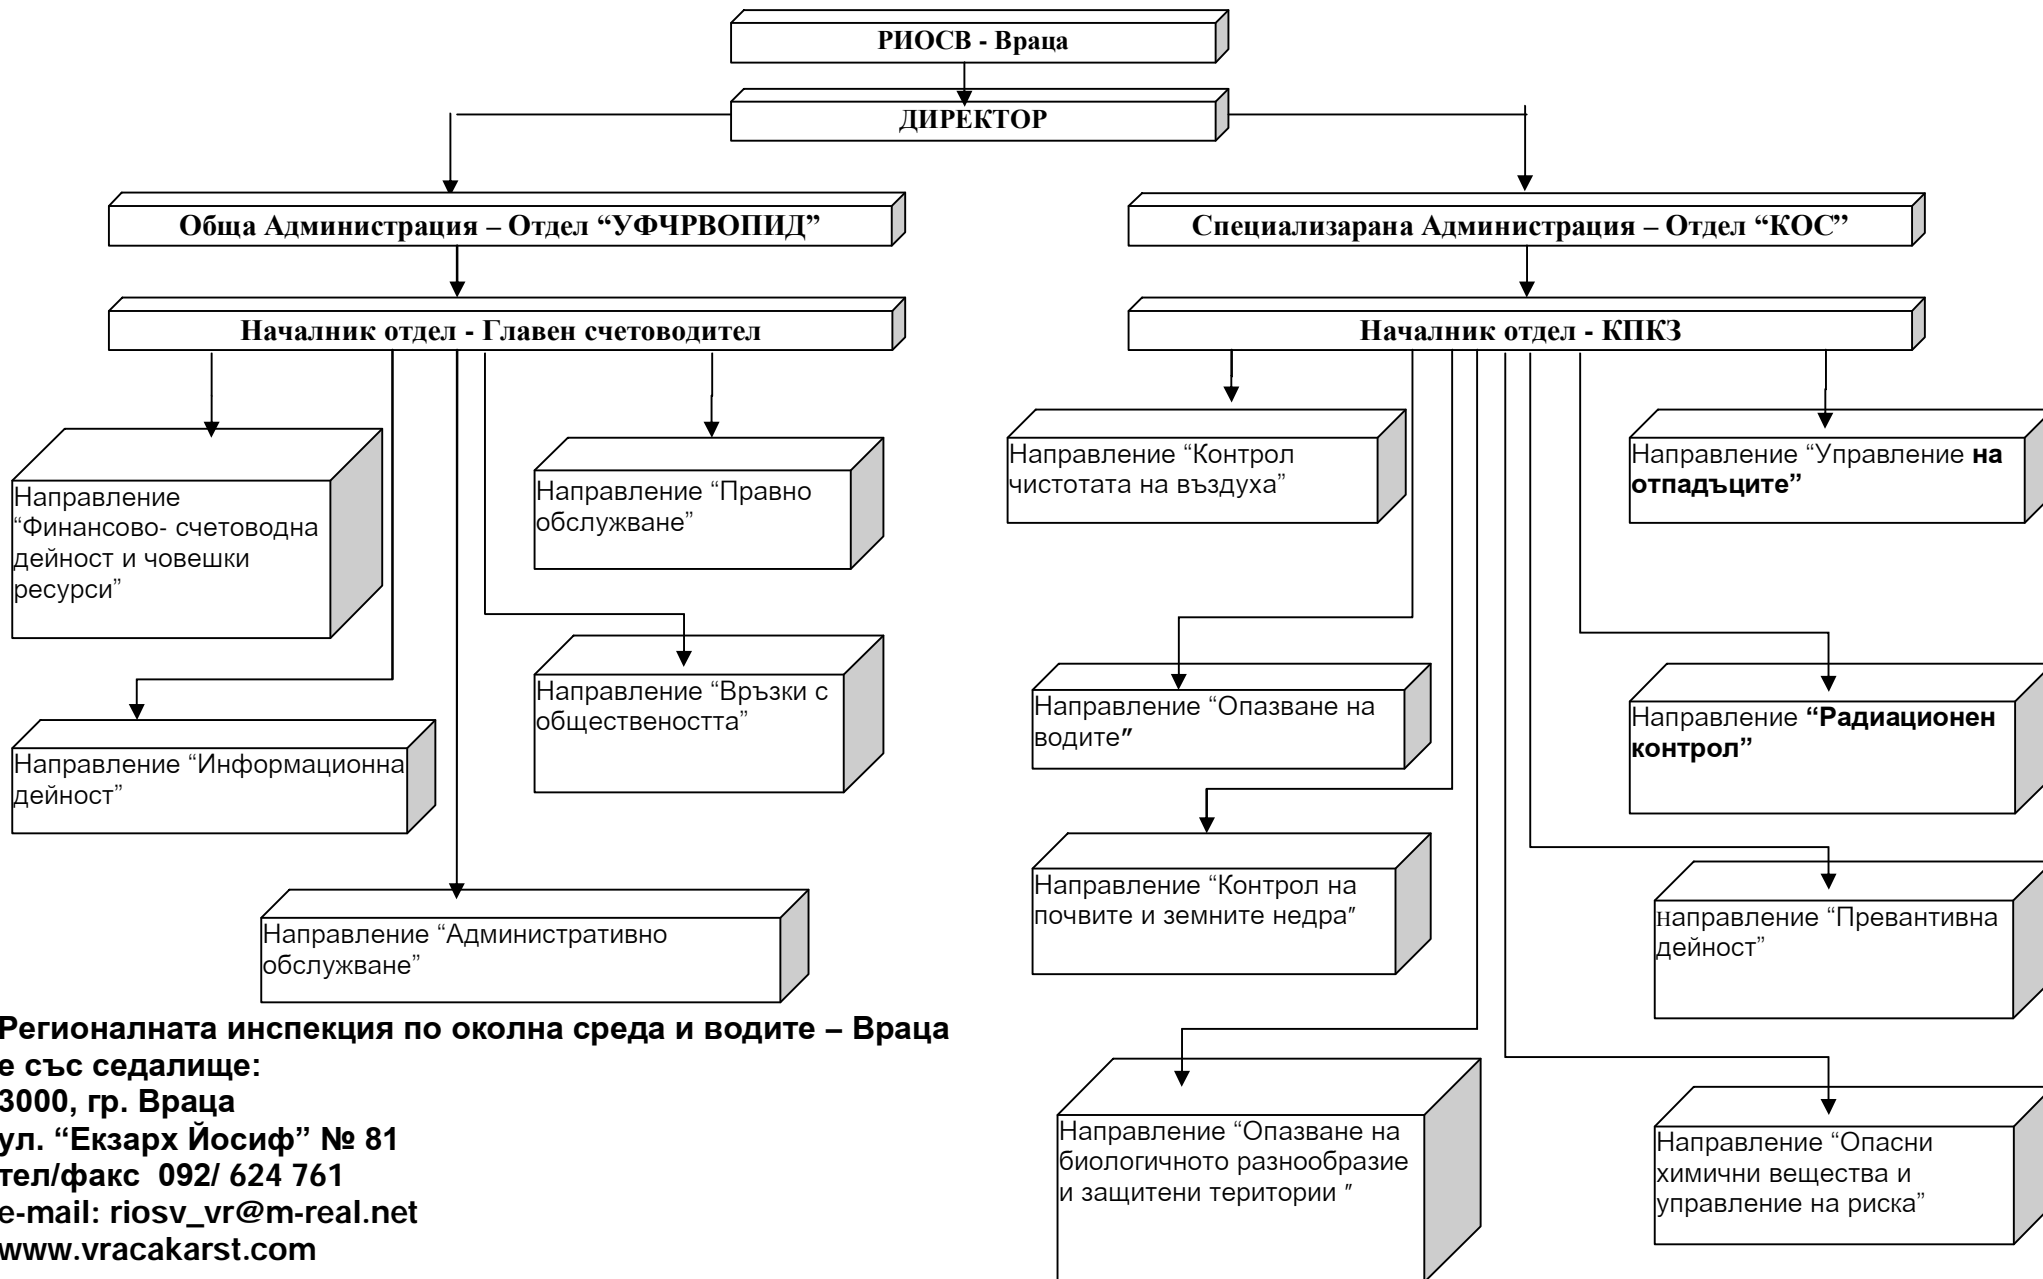 РИОСВ - Враца
ДИРЕКТОР
Обща Администрация – Отдел “УФЧРВОПИД”
Специализарана Администрация – Отдел “КОС”
Началник отдел - Главен счетоводител
Началник отдел - КПКЗ
Направление
“Финансово- счетоводна
дейност и човешки
ресурси”
Направление “Правно
обслужване”
Направление “Контрол
чистотата на въздуха”
Направление “Управление на
отпадъците”
Направление “Информационна
дейност”
Направление “Връзки с
обществеността”
Направление “Опазване на
водите”
Направление “Радиационен
контрол”
Направление “Контрол на
почвите и земните недра”
направление “Превантивна
дейност”
Направление “Административно
обслужване”
Направление “Опазване на
биологичното разнообразие
и защитени територии ”
Направление “Опасни
химични вещества и
управление на риска”
Регионалната инспекция по околна среда и водите – Враца
е със седалище:
3000, гр. Враца
ул. “Екзарх Йосиф” № 81
тел/факс 092/ 624 761
e-mail: riosv_vr@m-real.net
www.vracakarst.com